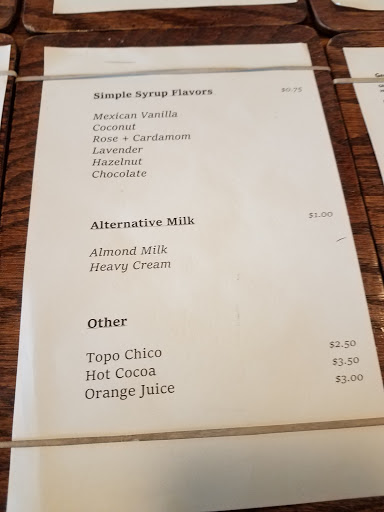 Simple Syrup Flavors $0.75
Mexican Vanilla
Coconut
Rose + Cardamom
Lavender
Hazelnut
Chocolate
Alternative Milk $1.00
Almond Milk
Heavy Cream
Other
Topo Chico $2.50
Hot Cocoa $3.50
Orange Juice $3.00